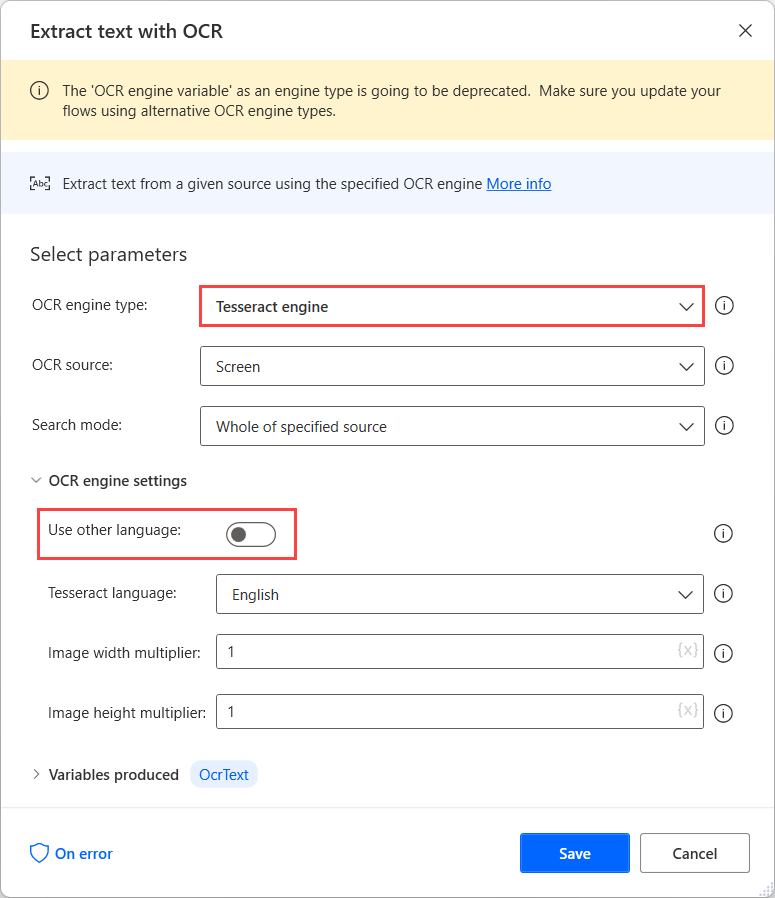 Extract text with OCR
The 'OCR engine variable' as an engine type is going to be deprecated.  Make sure you update your
flows using alternative OCR engine types.
Abc Extract text from a given source using the specified OCR engine More info
Select parameters
OCR engine type: Tesseract engine
OCR source: Screen
Search mode: Whole of specified source
OCR engine settings
Use other language:
Tesseract language: English
Image width multiplier: 1 {x}
Image height multiplier: 1 {x}
Variables produced OcrText
On error Save Cancel